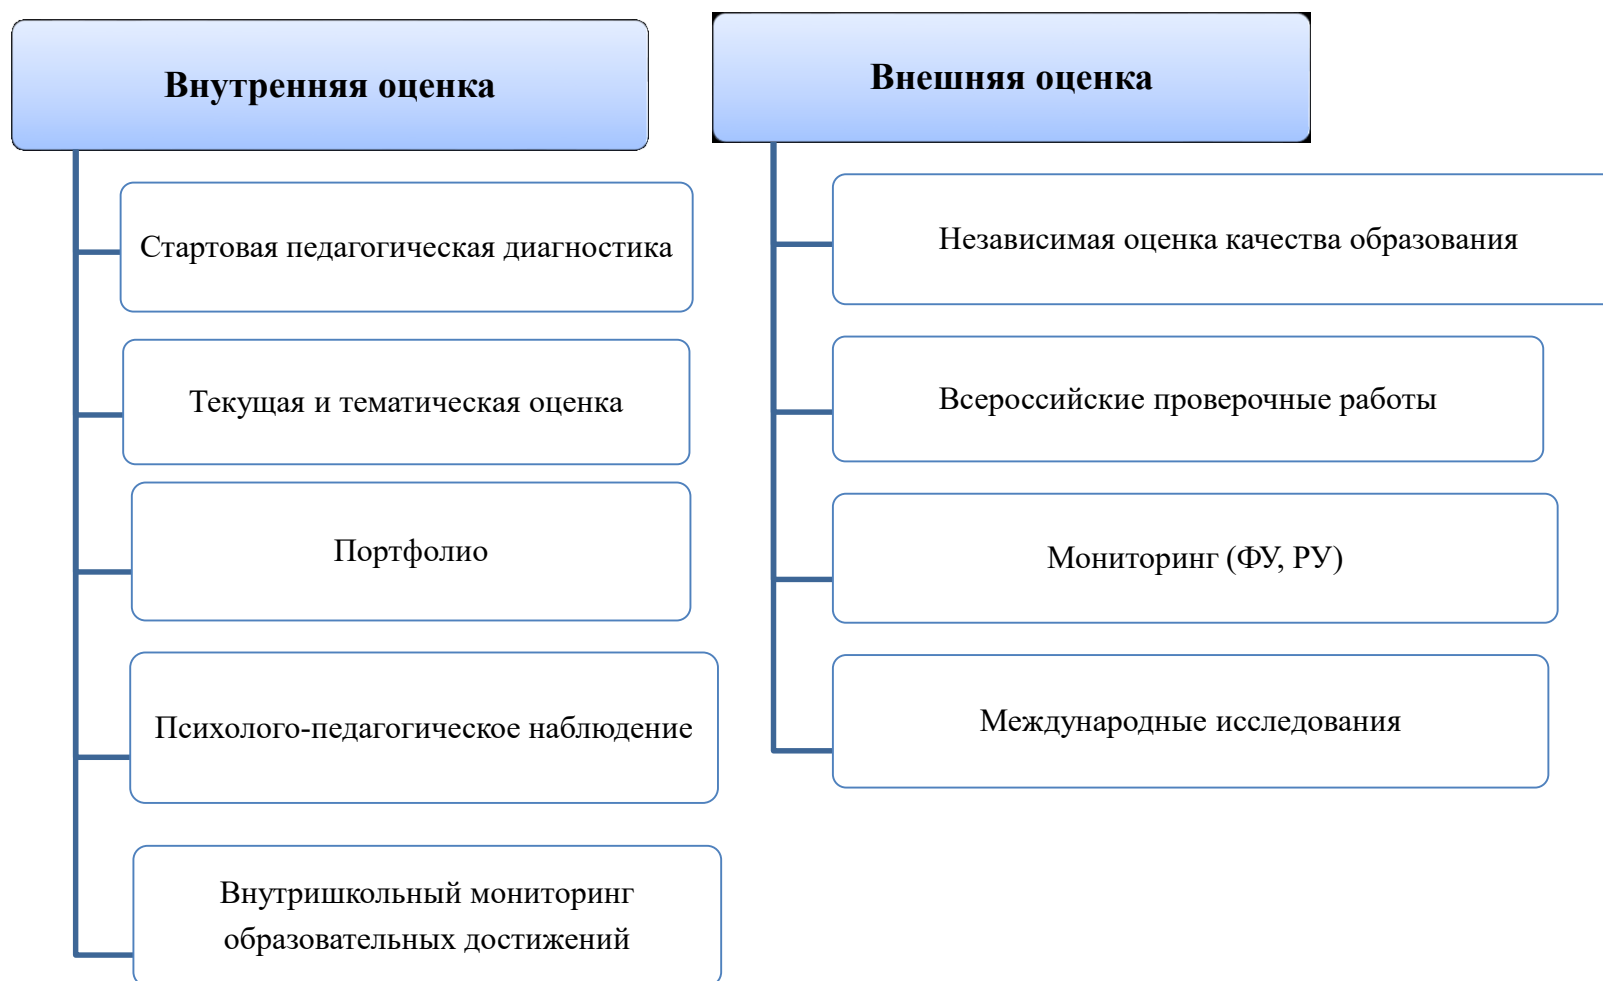 Внутренняя оценка
Стартовая педагогическая диагностика
Текущая и тематическая оценка
Портфолио
Психолого-педагогическое наблюдение
Внутришкольный мониторинг
образовательных достижений
Внешняя оценка
Независимая оценка качества образования
Всероссийские проверочные работы
Мониторинг (ФУ, РУ)
Международные исследования